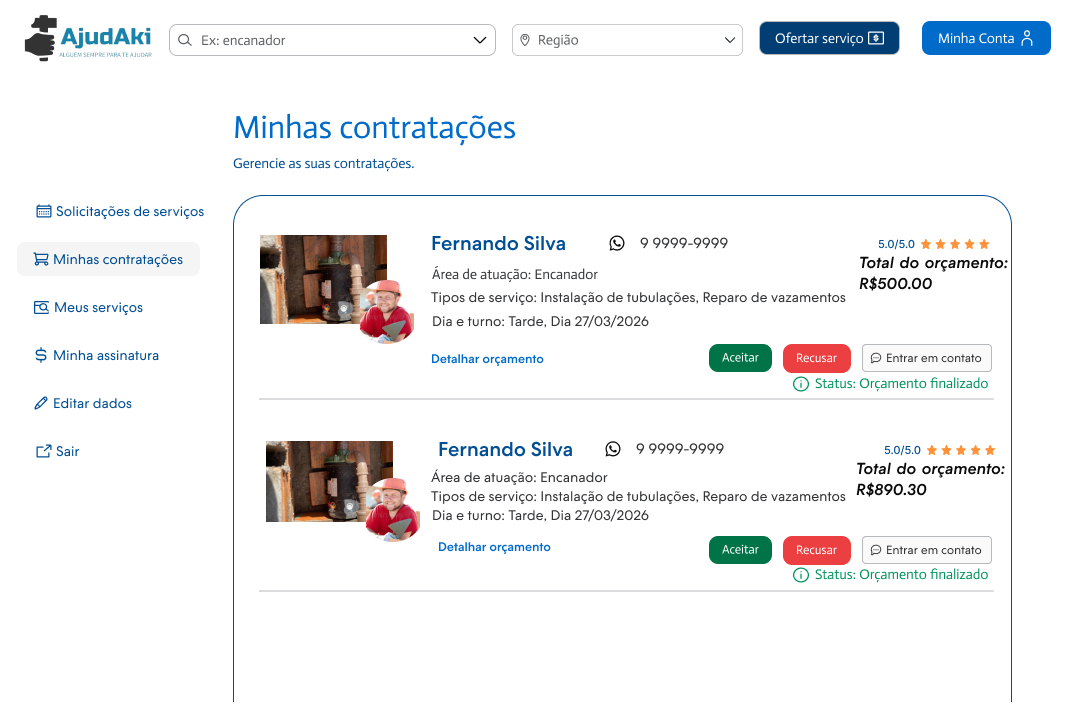 AjudAki
ALGUÉM SEMPRE PARA TE AJUDAR
Ex: encanador
Região
Ofertar serviço
Minha Conta
Minhas contratações
Gerencie as suas contratações.
Solicitações de serviços
Minhas contratações
Meus serviços
Minha assinatura
Editar dados
Sair
Fernando Silva
9 9999-9999
5.0/5.0
Total do orçamento:
R$500.00
Área de atuação: Encanador
Tipos de serviço: Instalação de tubulações, Reparo de vazamentos
Dia e turno: Tarde, Dia 27/03/2026
Detalhar orçamento
Aceitar
Recusar
Entrar em contato
Status: Orçamento finalizado
Fernando Silva
9 9999-9999
5.0/5.0
Total do orçamento:
R$890.30
Área de atuação: Encanador
Tipos de serviço: Instalação de tubulações, Reparo de vazamentos
Dia e turno: Tarde, Dia 27/03/2026
Detalhar orçamento
Aceitar
Recusar
Entrar em contato
Status: Orçamento finalizado